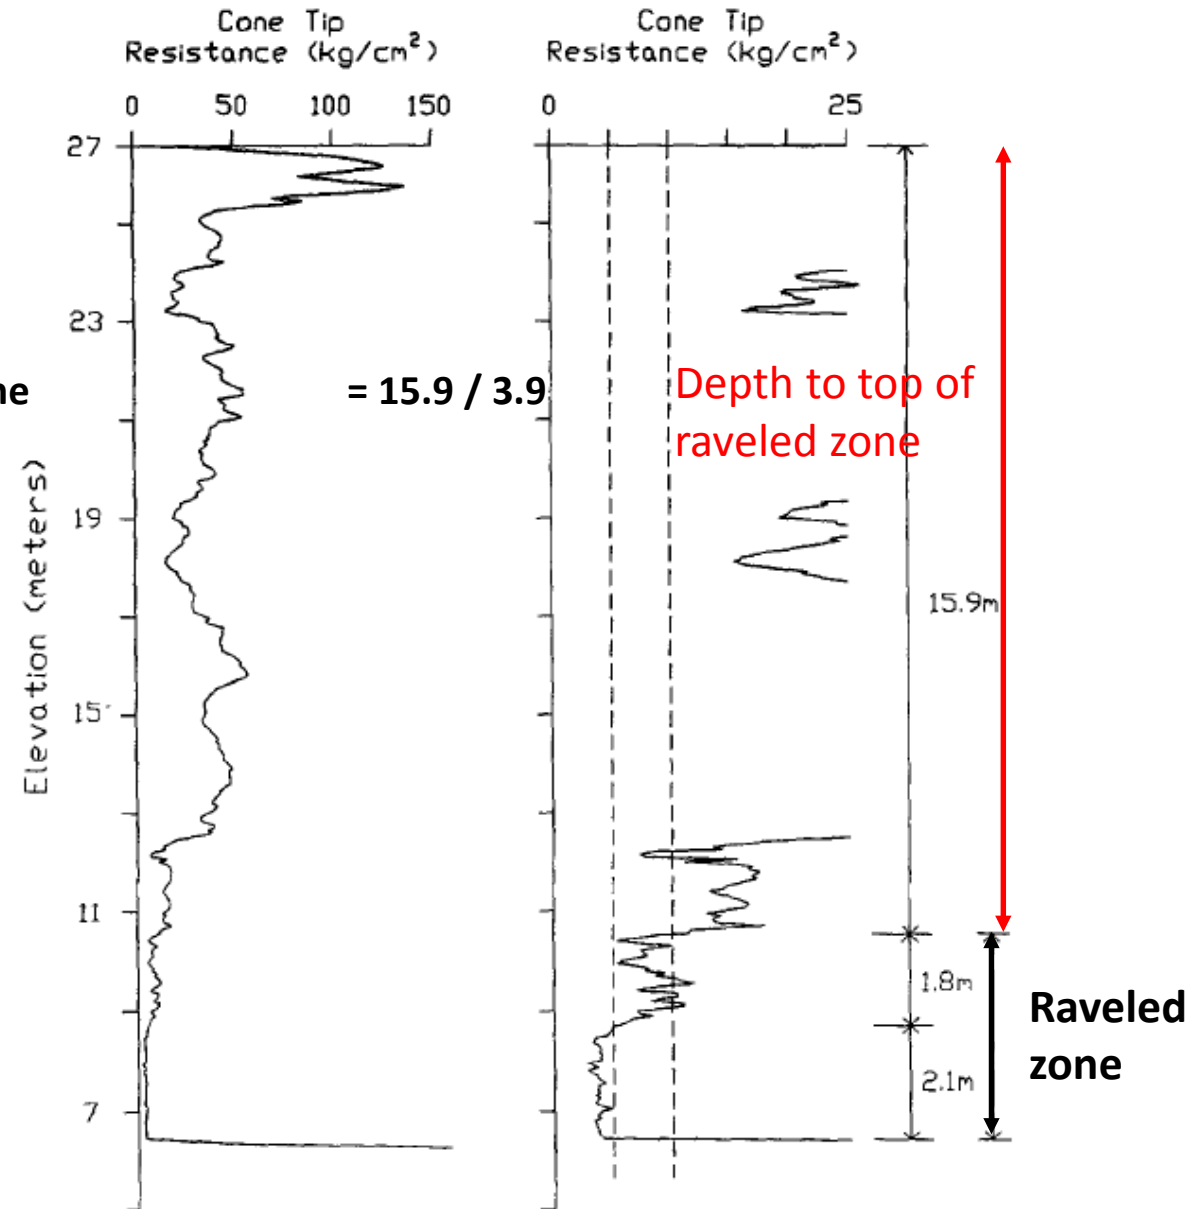 Cone Tip
Resistance (kg/cm²)
0 50 100 150
Cone Tip
Resistance (kg/cm²)
0 25
27
23
19
15
11
7
Elevation (meters)
ne = 15.9 / 3.9
Depth to top of
raveled zone
15.9m
1.8m
2.1m
Raveled
zone